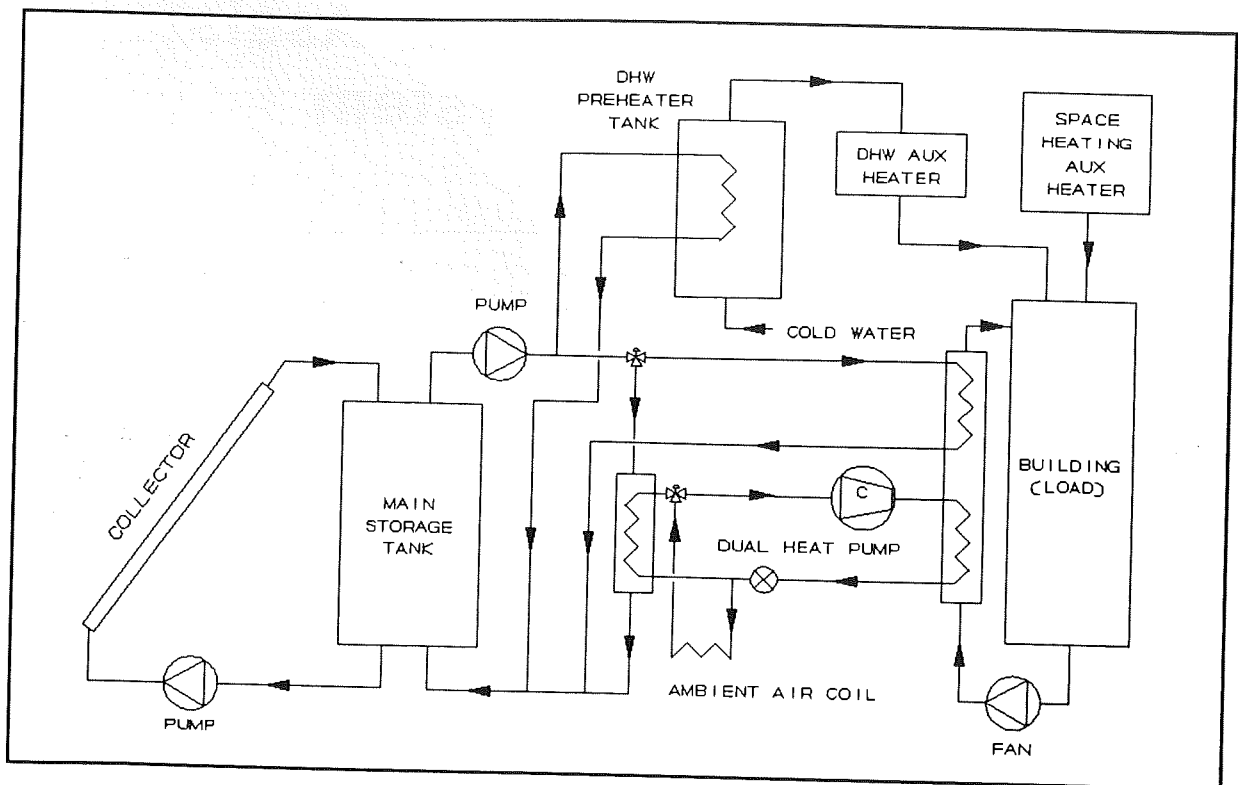 DHW
PREHEATER
TANK
DHW AUX
HEATER
SPACE
HEATING
AUX
HEATER
PUMP
COLD WATER
COLLECTOR
MAIN
STORAGE
TANK
C
DUAL HEAT PUMP
BUILDING
(LOAD)
AMBIENT AIR COIL
PUMP
FAN